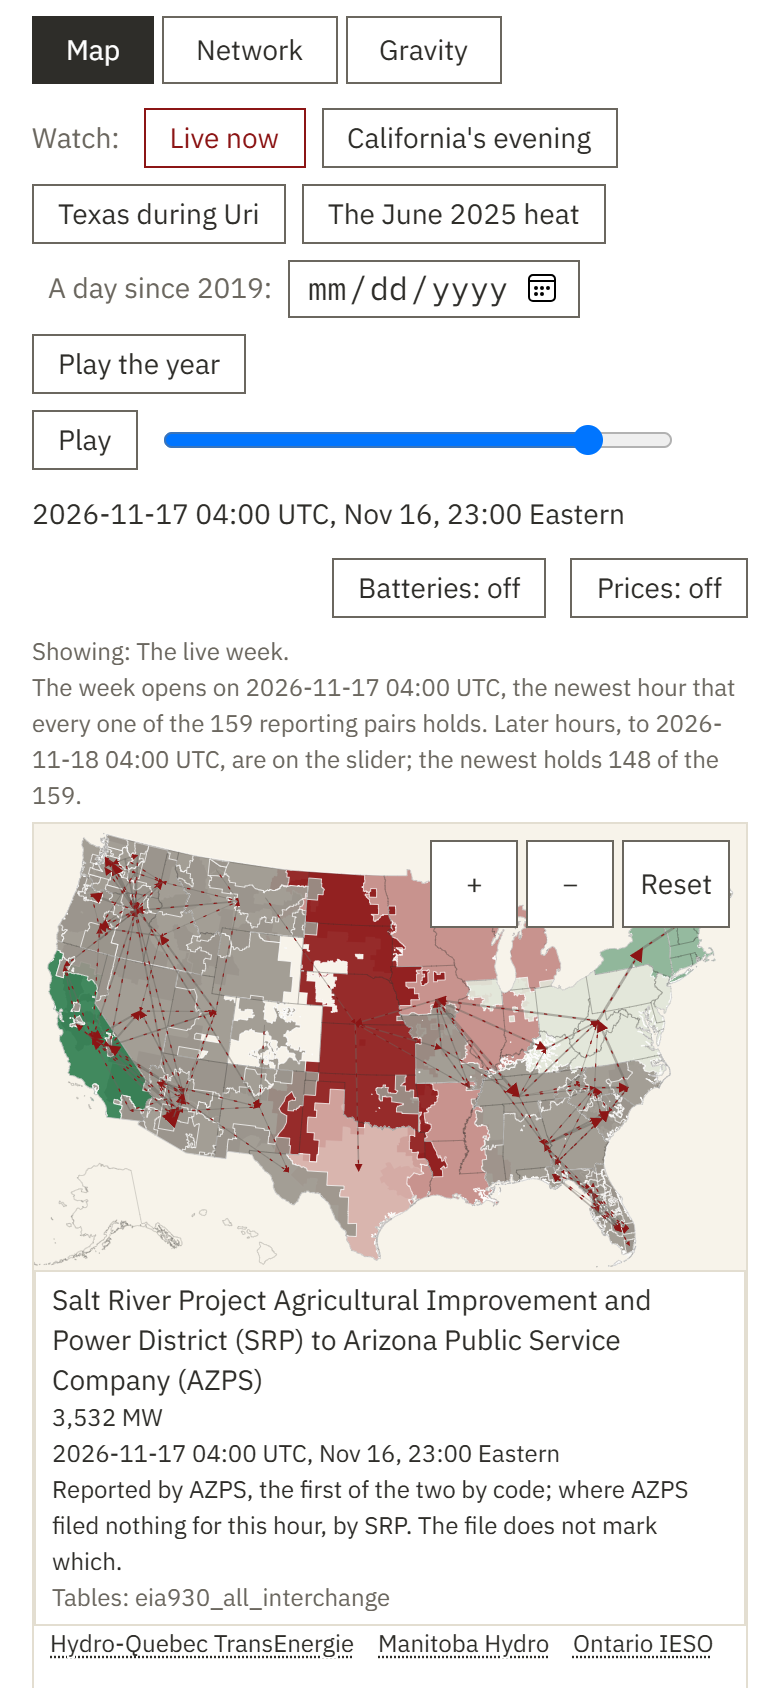 Map Network Gravity
Watch: Live now California's evening
Texas during Uri The June 2025 heat
A day since 2019: mm/dd/yyyy
Play the year
Play
2026-11-17 04:00 UTC, Nov 16, 23:00 Eastern
Batteries: off Prices: off
Showing: The live week.
The week opens on 2026-11-17 04:00 UTC, the newest hour that
every one of the 159 reporting pairs holds. Later hours, to 2026-
11-18 04:00 UTC, are on the slider; the newest holds 148 of the
159.
+ − Reset
Salt River Project Agricultural Improvement and
Power District (SRP) to Arizona Public Service
Company (AZPS)
3,532 MW
2026-11-17 04:00 UTC, Nov 16, 23:00 Eastern
Reported by AZPS, the first of the two by code; where AZPS
filed nothing for this hour, by SRP. The file does not mark
which.
Tables: eia930_all_interchange
Hydro-Quebec TransEnergie Manitoba Hydro Ontario IESO